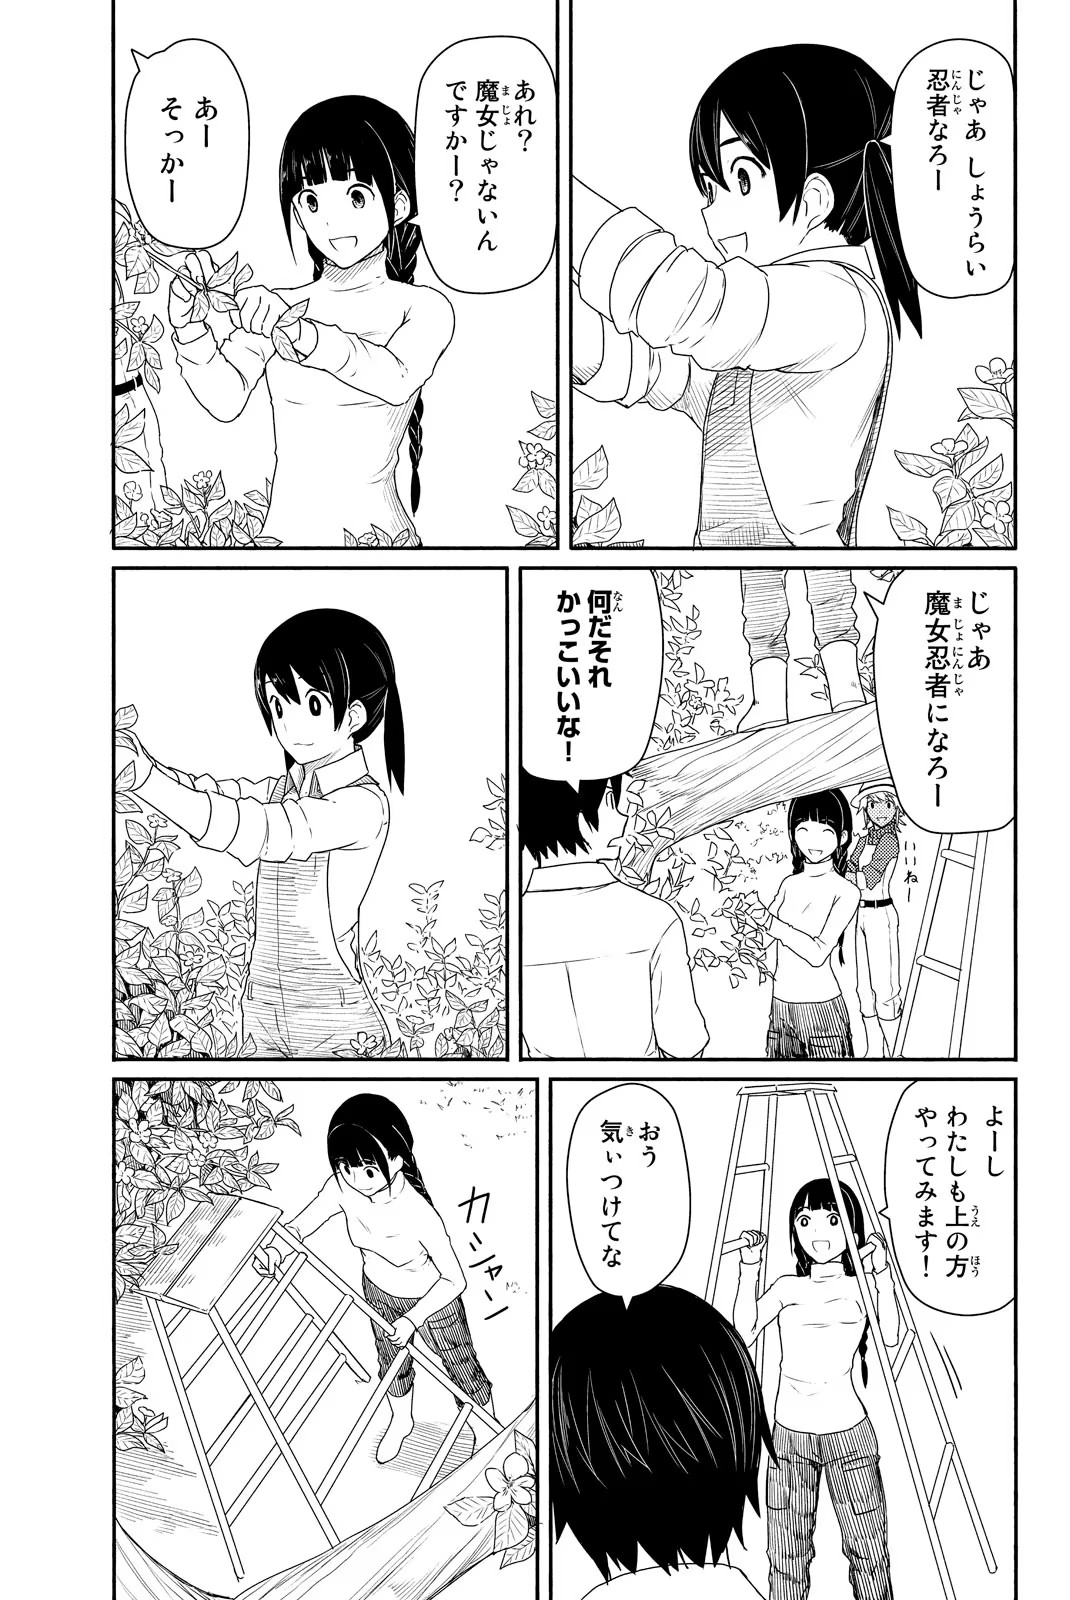 じゃあ しょうらい
忍者なろー
あれ？
魔女じゃないん
ですかー？
あー
そっかー
じゃあ
魔女忍者になろー
いいねー
何だそれ
かっこいいな！
よーし
わたしも上の方
やってみます！
おう
気ぃつけてな
カシャン